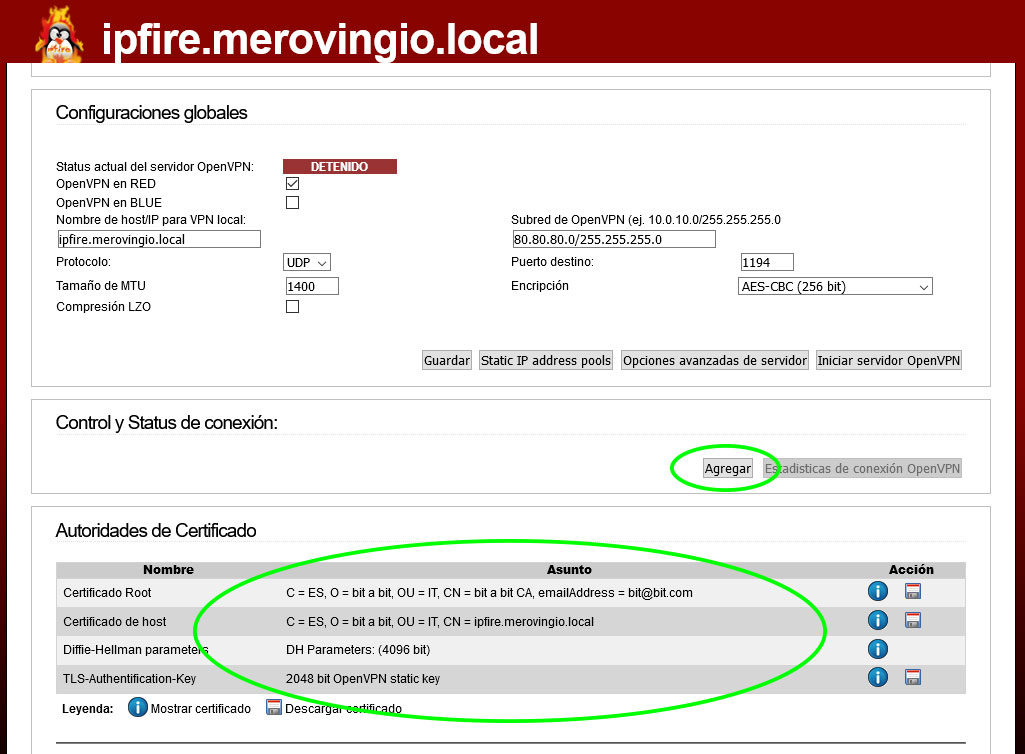 ipfire.merovingio.local
Configuraciones globales
Status actual del servidor OpenVPN: DETENIDO
OpenVPN en RED
OpenVPN en BLUE
Nombre de host/IP para VPN local: Subred de OpenVPN (ej. 10.0.10.0/255.255.255.0
ipfire.merovingio.local 80.80.80.0/255.255.255.0
Protocolo: UDP Puerto destino: 1194
Tamaño de MTU 1400 Encripción AES-CBC (256 bit)
Compresión LZO
Guardar Static IP address pools Opciones avanzadas de servidor Iniciar servidor OpenVPN
Control y Status de conexión:
Agregar Estadisticas de conexión OpenVPN
Autoridades de Certificado
Nombre Asunto Acción
Certificado Root C = ES, O = bit a bit, OU = IT, CN = bit a bit CA, emailAddress = bit@bit.com
Certificado de host C = ES, O = bit a bit, OU = IT, CN = ipfire.merovingio.local
Diffie-Hellman parameters DH Parameters: (4096 bit)
TLS-Authentification-Key 2048 bit OpenVPN static key
Leyenda: Mostrar certificado Descargar certificado